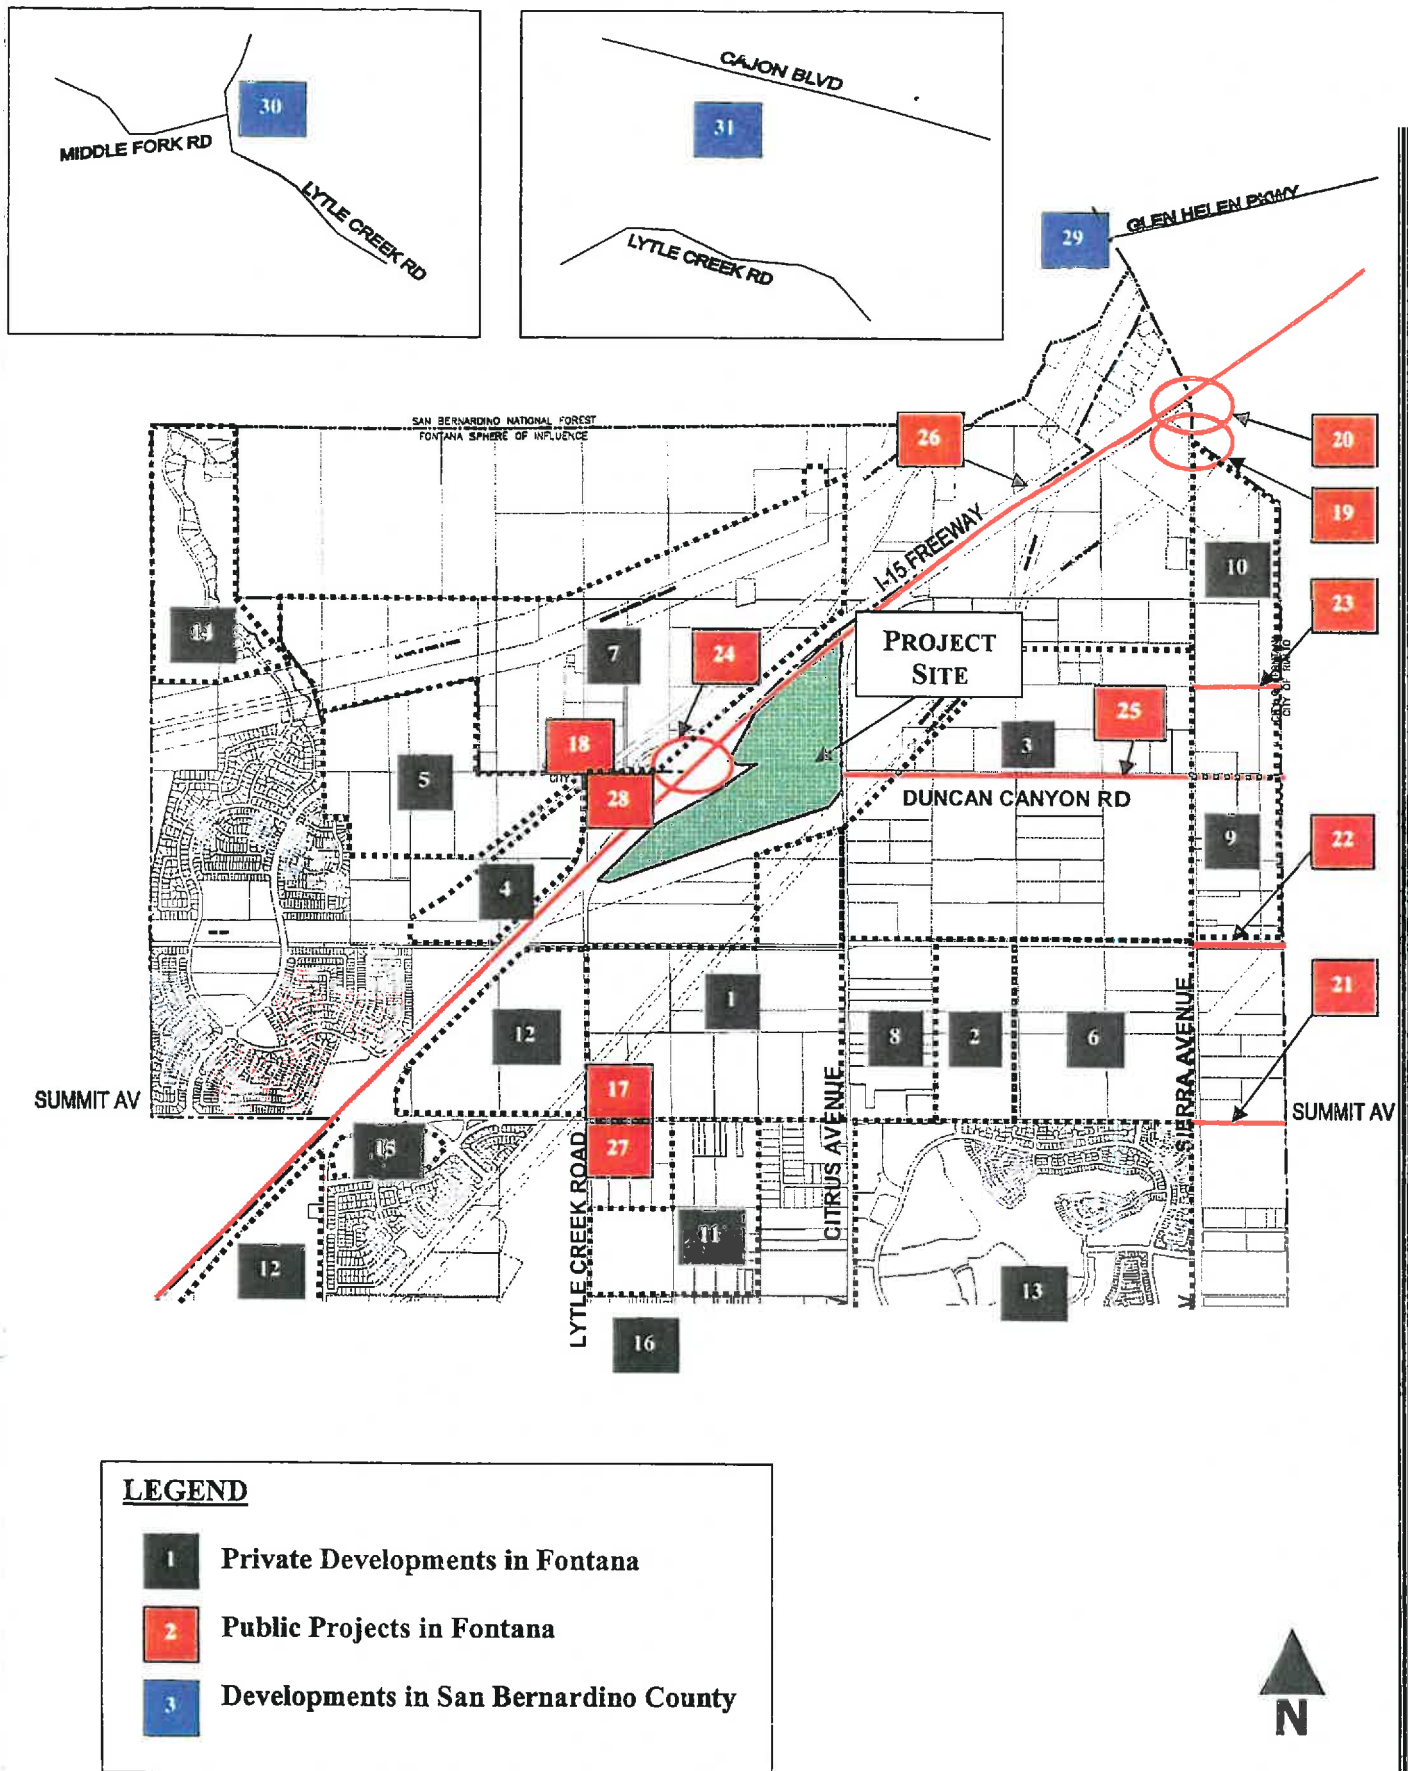 30
MIDDLE FORK RD
LYTLE CREEK RD
CAJON BLVD
31
LYTLE CREEK RD
29
GLEN HELEN PKWY
SAN BERNARDINO NATIONAL FOREST
FONTANA SPHERE OF INFLUENCE
26
20
19
I-15 FREEWAY
10
23
14
7
24
PROJECT
SITE
25
18
3
CITY
5
28
DUNCAN CANYON RD
9
22
4
21
1
12
8
2
6
SIERRA AVENUE
SUMMIT AV
17
SUMMIT AV
15
27
LYTLE CREEK ROAD
CITRUS AVENUE
11
12
13
16
LEGEND
1 Private Developments in Fontana
2 Public Projects in Fontana
3 Developments in San Bernardino County
N